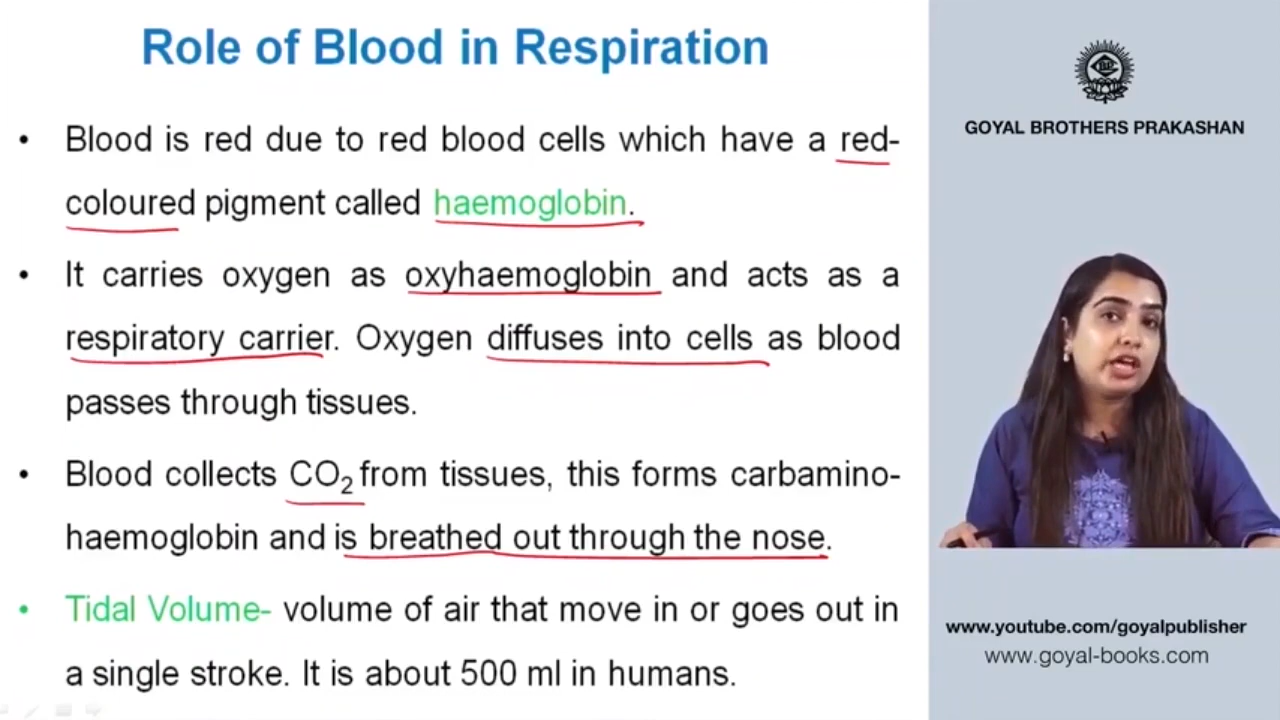 Role of Blood in Respiration
• Blood is red due to red blood cells which have a red-
coloured pigment called haemoglobin.
• It carries oxygen as oxyhaemoglobin and acts as a
respiratory carrier. Oxygen diffuses into cells as blood
passes through tissues.
• Blood collects CO₂ from tissues, this forms carbamino-
haemoglobin and is breathed out through the nose.
• Tidal Volume- volume of air that move in or goes out in
a single stroke. It is about 500 ml in humans.
GBP
GOYAL BROTHERS PRAKASHAN
www.youtube.com/goyalpublisher
www.goyal-books.com